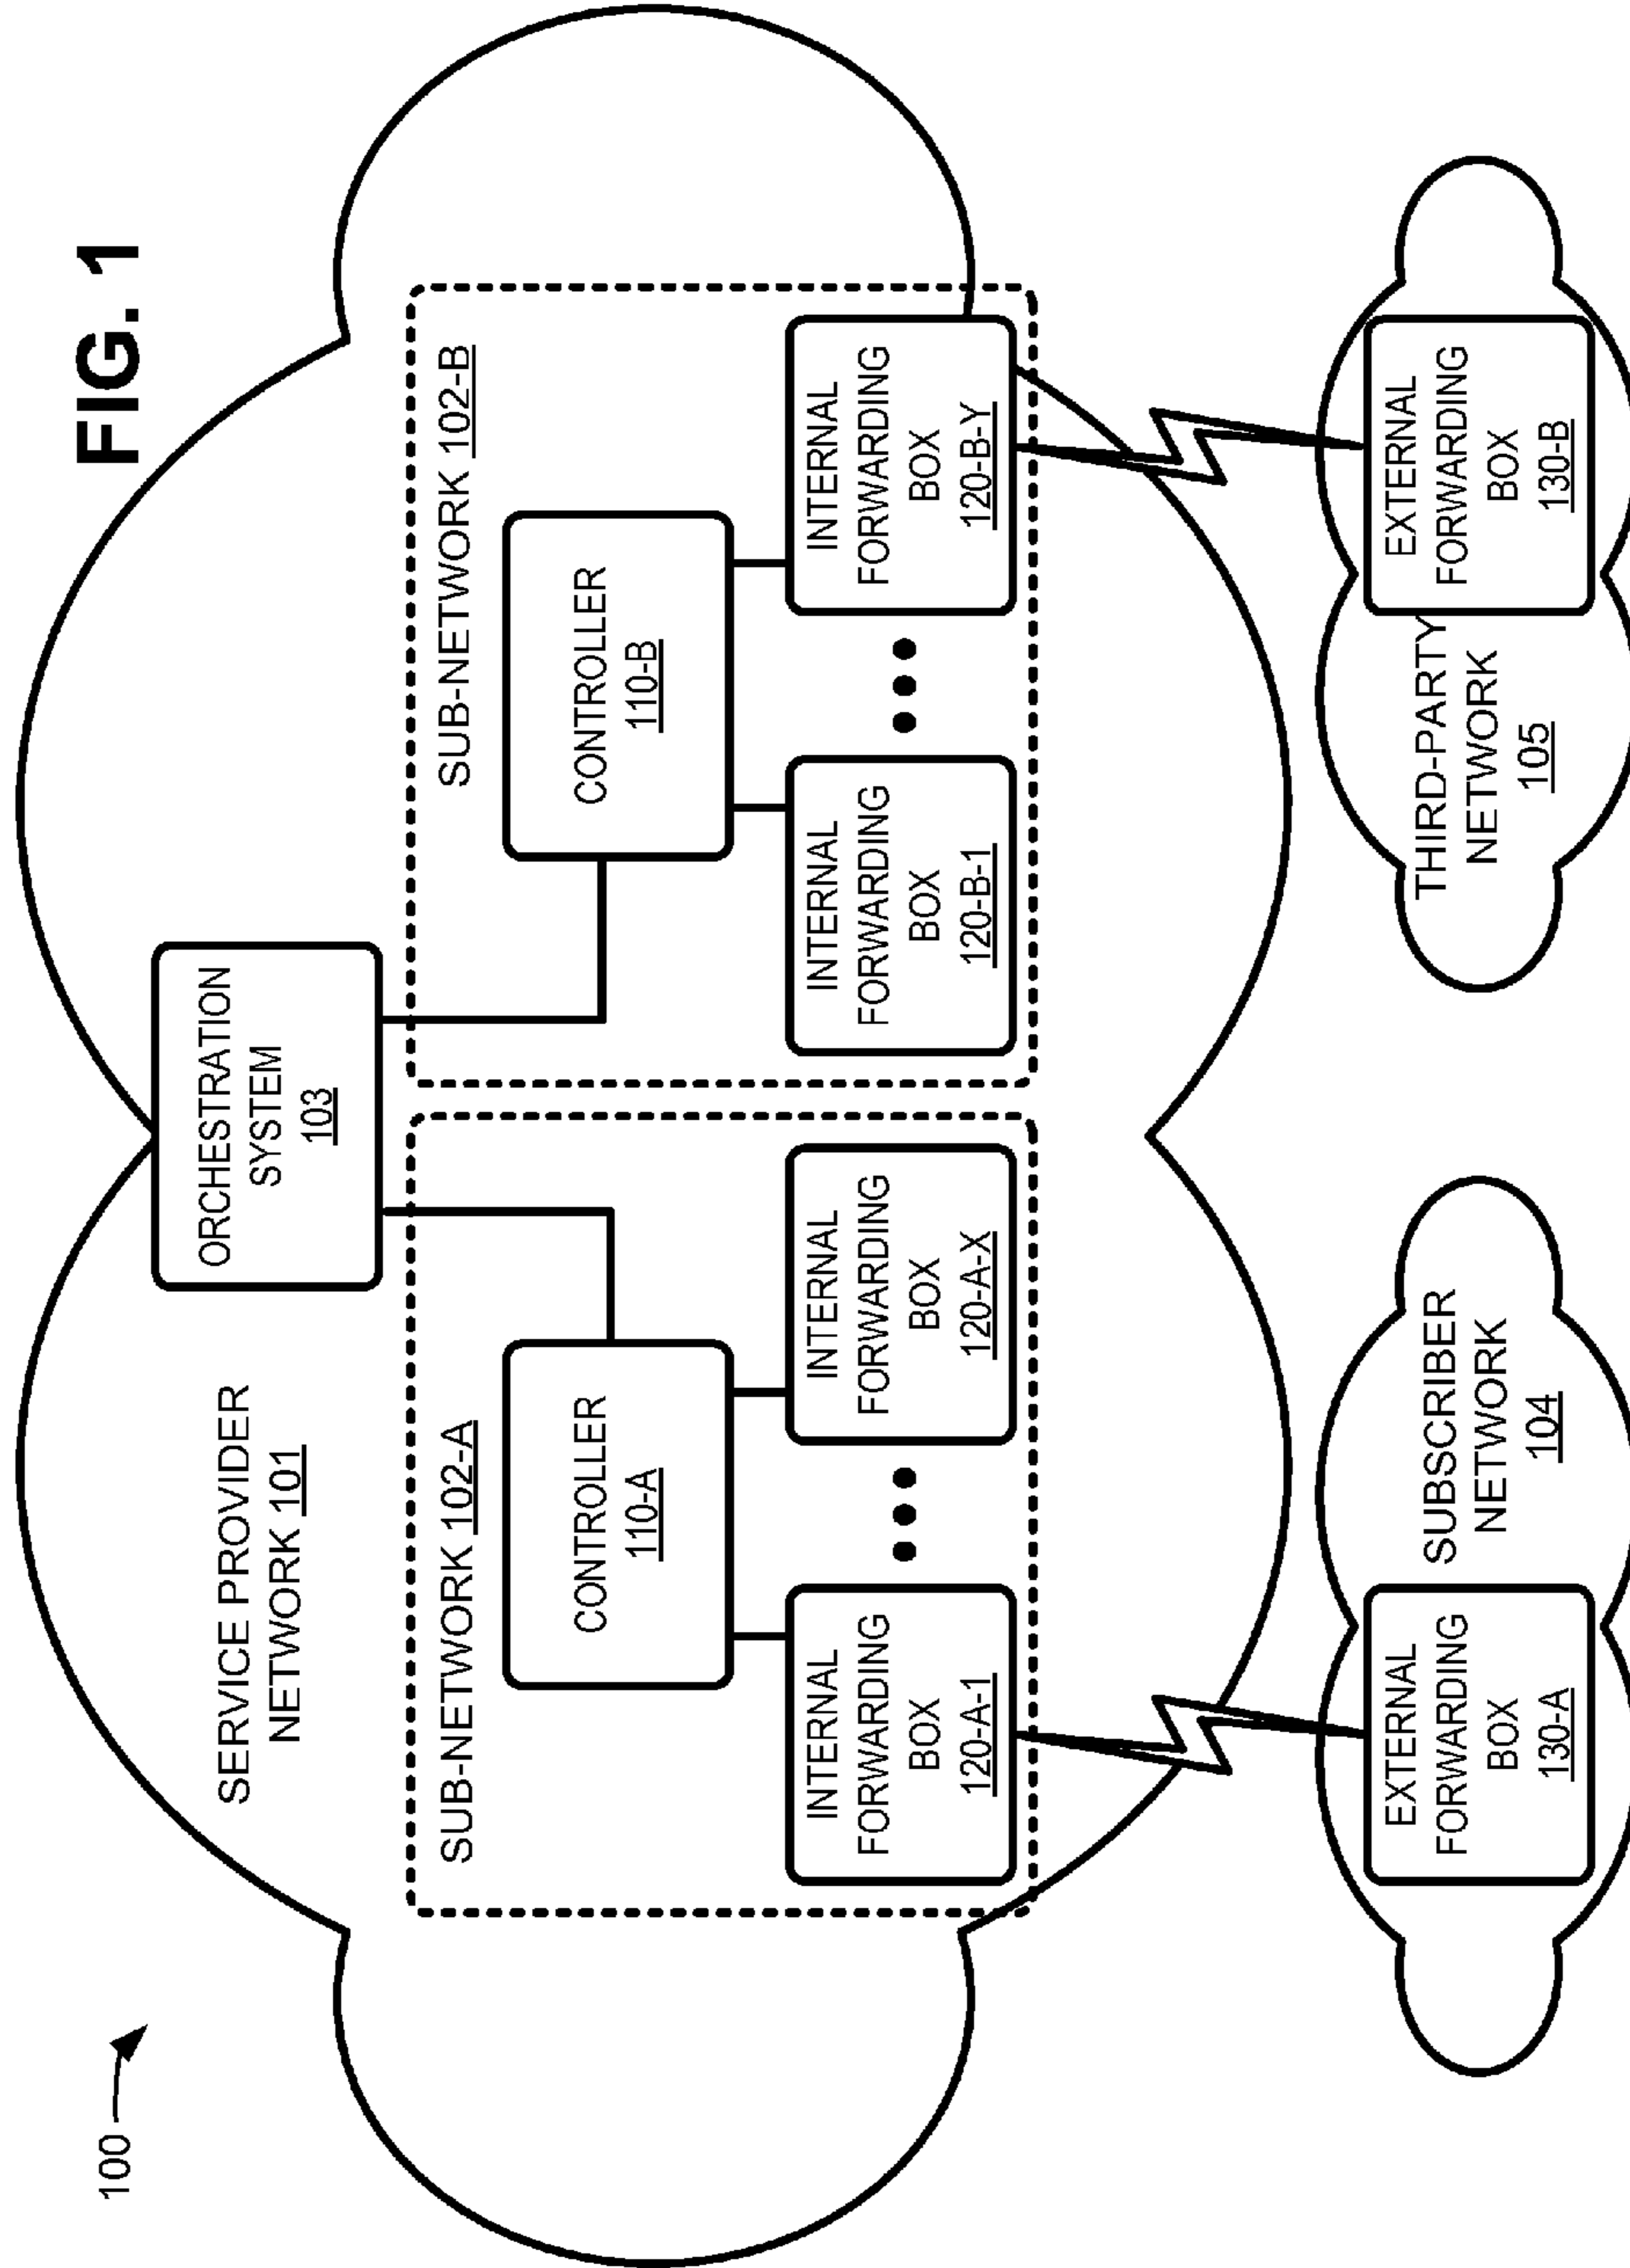 FIG. 1
100
SERVICE PROVIDER
NETWORK 101
ORCHESTRATION
SYSTEM
103
SUB-NETWORK 102-A
CONTROLLER
110-A
INTERNAL
FORWARDING
BOX
120-A-1
INTERNAL
FORWARDING
BOX
120-A-X
SUB-NETWORK 102-B
CONTROLLER
110-B
INTERNAL
FORWARDING
BOX
120-B-1
INTERNAL
FORWARDING
BOX
120-B-Y
EXTERNAL
FORWARDING
BOX
130-A
SUBSCRIBER
NETWORK
104
THIRD-PARTY
NETWORK
105
EXTERNAL
FORWARDING
BOX
130-B